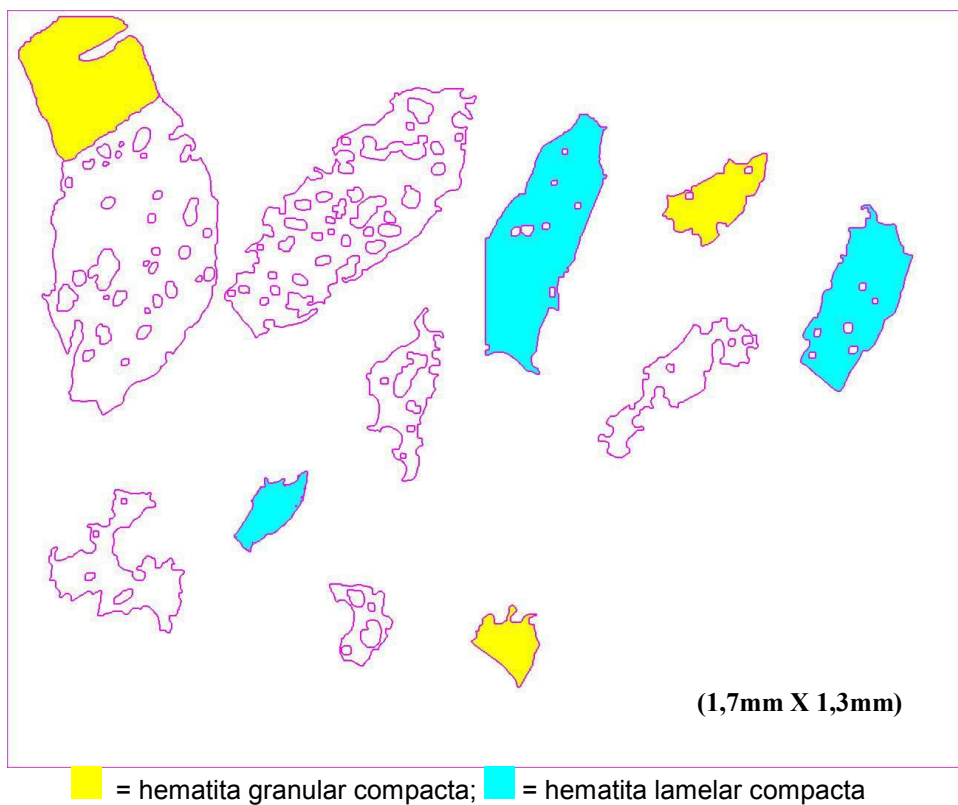 (1,7mm X 1,3mm)
= hematita granular compacta; = hematita lamelar compacta